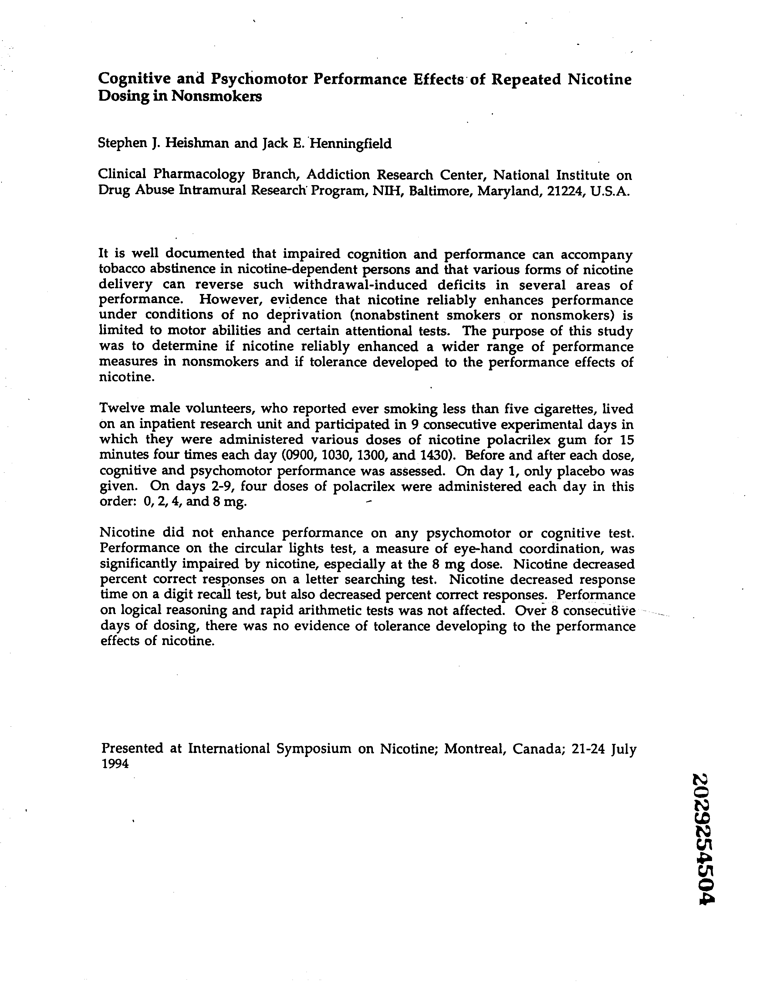 Cognitive and Psychomotor Performance Effects of Repeated Nicotine
Dosing in Nonsmokers
Stephen J. Heishman and Jack E. Henningfield
Clinical Pharmacology Branch, Addiction Research Center, National Institute on
Drug Abuse Intramural Research Program, NIH, Baltimore, Maryland, 21224, U.S.A.
It is well documented that impaired cognition and performance can accompany
tobacco abstinence in nicotine-dependent persons and that various forms of nicotine
delivery can reverse such withdrawal-induced deficits in several areas of
performance. However, evidence that nicotine reliably enhances performance
under conditions of no deprivation (nonabstinent smokers or nonsmokers) is
limited to motor abilities and certain attentional tests. The purpose of this study
was to determine if nicotine reliably enhanced a wider range of performance
measures in nonsmokers and if tolerance developed to the performance effects of
nicotine.
Twelve male volunteers, who reported ever smoking less than five cigarettes, lived
on an inpatient research unit and participated in 9 consecutive experimental days in
which they were administered various doses of nicotine polacrilex gum for 15
minutes four times each day (0900, 1030, 1300, and 1430). Before and after each dose,
cognitive and psychomotor performance was assessed. On day 1, only placebo was
given. On days 2-9, four doses of polacrilex were administered each day in this
order: 0, 2, 4, and 8 mg.
Nicotine did not enhance performance on any psychomotor or cognitive test.
Performance on the circular lights test, a measure of eye-hand coordination, was
significantly impaired by nicotine, especially at the 8 mg dose. Nicotine decreased
percent correct responses on a letter searching test. Nicotine decreased response
time on a digit recall test, but also decreased percent correct responses. Performance
on logical reasoning and rapid arithmetic tests was not affected. Over 8 consecutive
days of dosing, there was no evidence of tolerance developing to the performance
effects of nicotine.
Presented at International Symposium on Nicotine; Montreal, Canada; 21-24 July
1994
2029254504